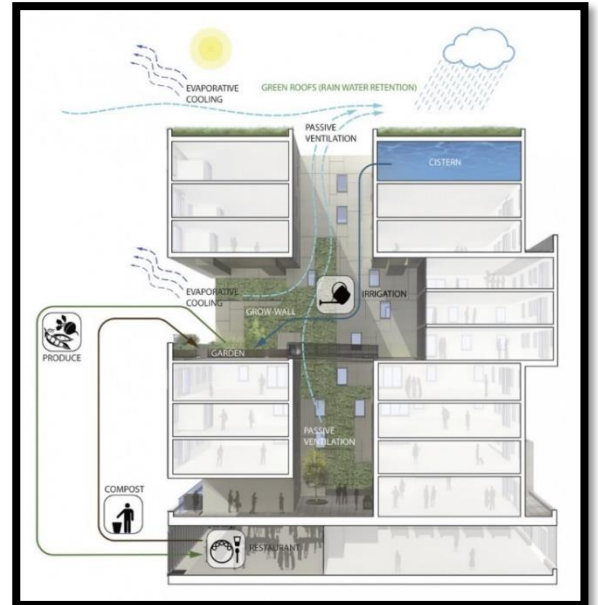 EVAPORATIVE
COOLING
GREEN ROOFS (RAIN WATER RETENTION)
PASSIVE
VENTILATION
CISTERN
EVAPORATIVE
COOLING
GROW-WALL
IRRIGATION
PRODUCE
GARDEN
PASSIVE
VENTILATION
COMPOST
RESTAURANT